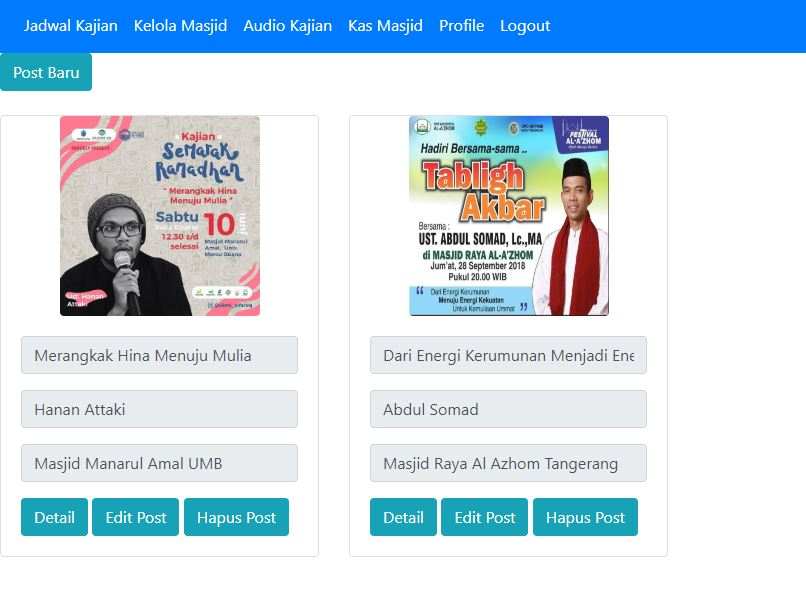 Jadwal Kajian Kelola Masjid Audio Kajian Kas Masjid Profile Logout
Post Baru
Kajian
Semarak
Ramadhan
" Merangkak Hina
Menuju Mulia "
Sabtu
12.30 s/d
selesai
10
juni
Masjid Manarul
Amal, Univ.
Mercu Buana
Ust. Hanan
Attaki
Merangkak Hina Menuju Mulia
Hanan Attaki
Masjid Manarul Amal UMB
Detail Edit Post Hapus Post
AL-A'ZHOM
FESTIVAL
AL-A'ZHOM
Hadiri Bersama-sama ..
Tabligh
Akbar
Bersama :
UST. ABDUL SOMAD, Lc.,MA
di MASJID RAYA AL-A'ZHOM
Jum'at, 28 September 2018
Pukul 20.00 WIB
" Dari Energi Kerumunan
Menuju Energi Kekuatan
Untuk Kemuliaan Ummat "
Dari Energi Kerumunan Menjadi Ene
Abdul Somad
Masjid Raya Al Azhom Tangerang
Detail Edit Post Hapus Post